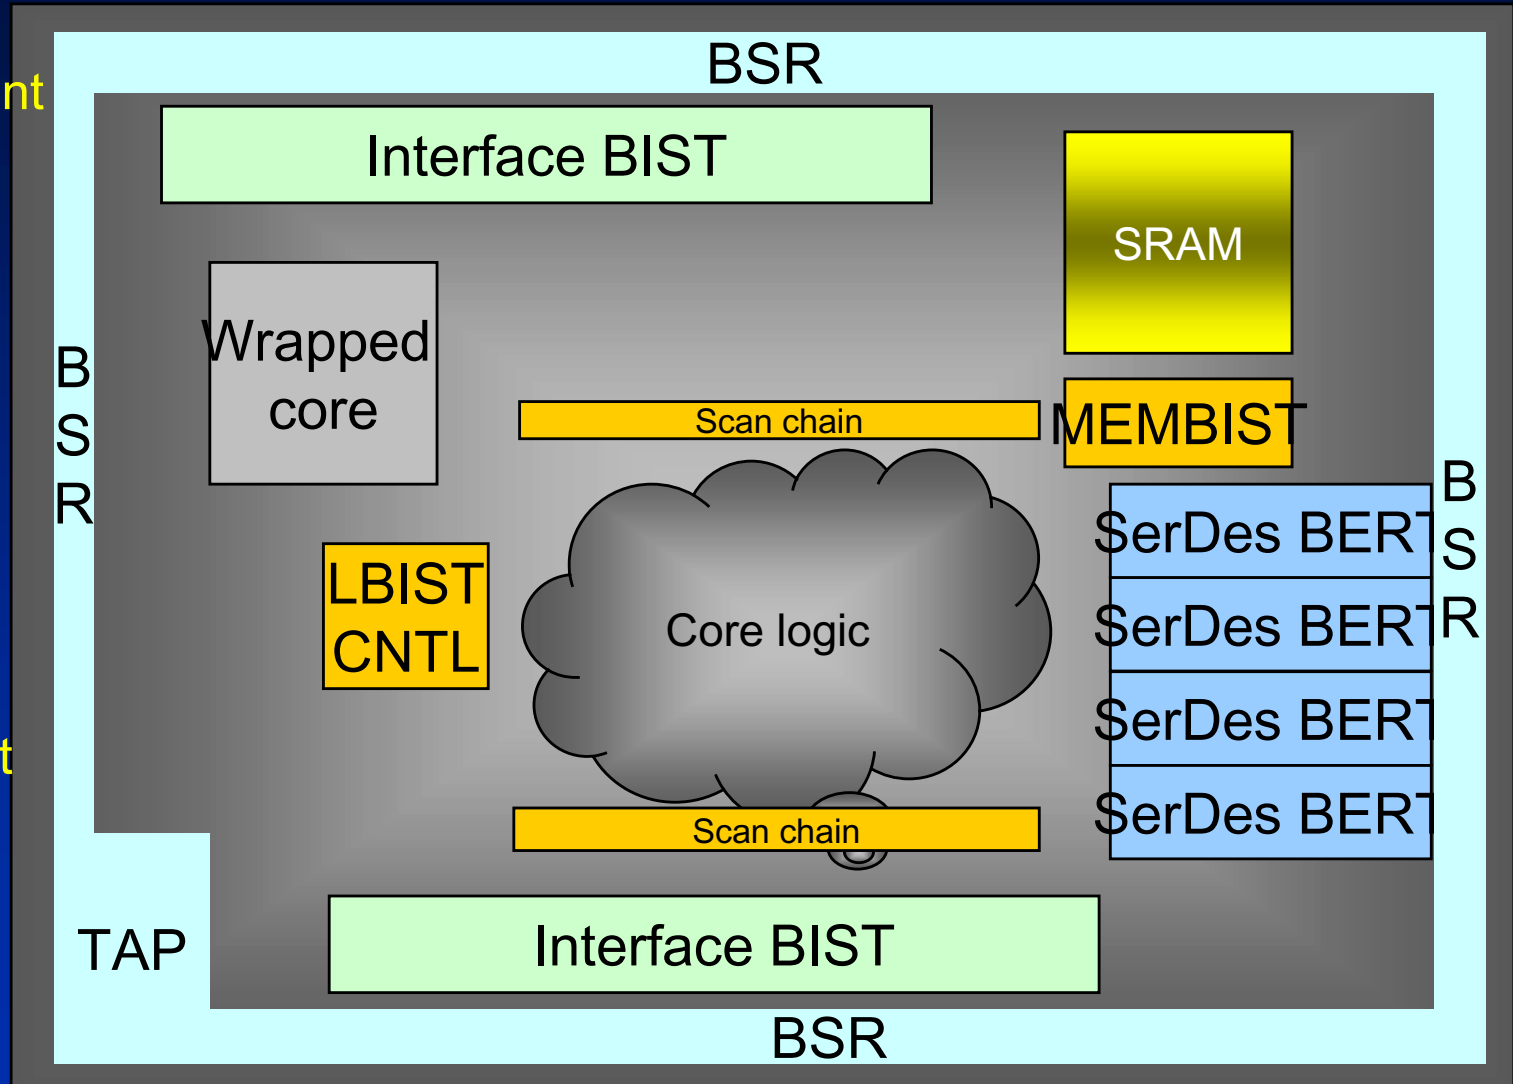 BSR
nt
Interface BIST
SRAM
Wrapped
core
B
S
R
Scan chain
MEMBIST
B
S
R
SerDes BERT
LBIST
CNTL
Core logic
SerDes BERT
SerDes BERT
t
SerDes BERT
Scan chain
TAP
Interface BIST
BSR